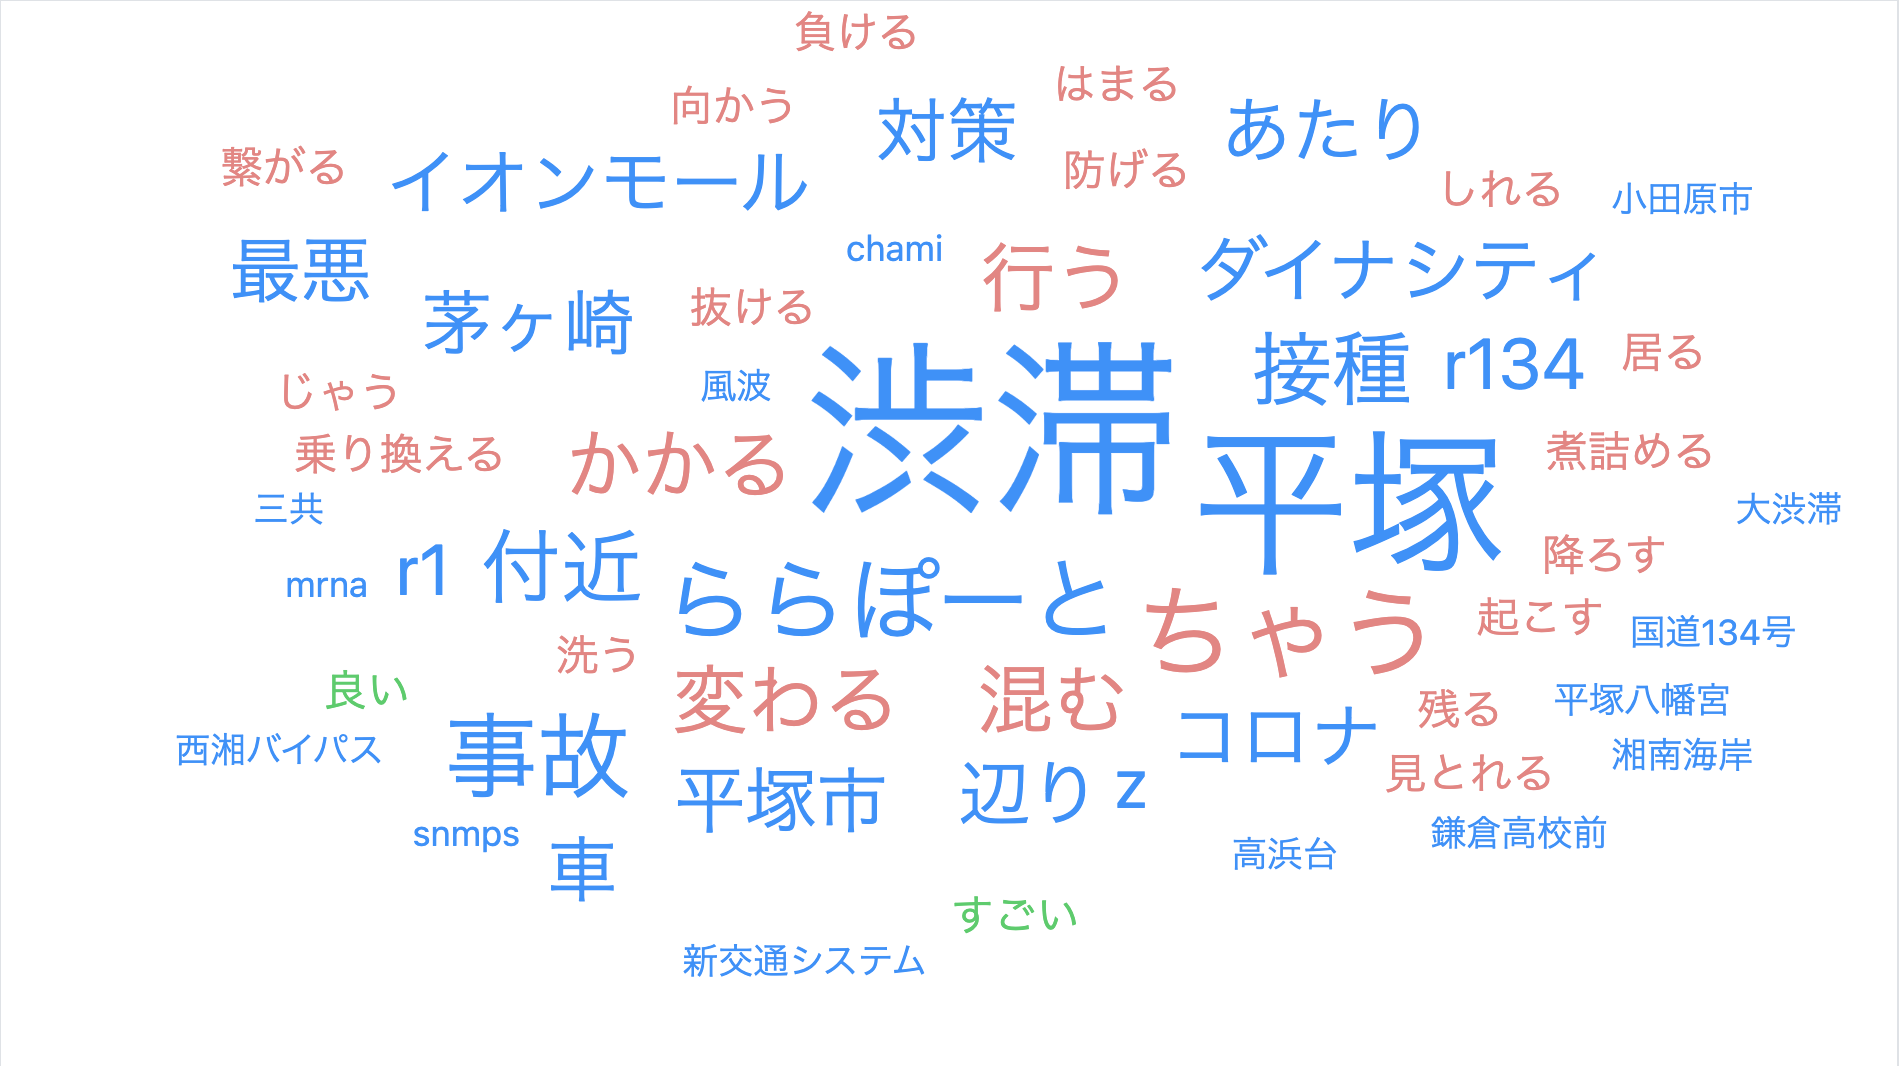 負ける
はまる
向かう
対策
あたり
繋がる
イオンモール
防げる
しれる
小田原市
最悪
chami
行う
ダイナシティ
茅ヶ崎
抜ける
渋滞
接種
r134
居る
じゃう
風波
平塚
乗り換える
かかる
煮詰める
三共
大渋滞
r1
付近
ららぽーと
降ろす
mrna
ちゃう
起こす
国道134号
洗う
良い
変わる
混む
残る
平塚八幡宮
西湘バイパス
事故
コロナ
湘南海岸
見とれる
平塚市
辺り
z
snmps
車
高浜台
鎌倉高校前
すごい
新交通システム